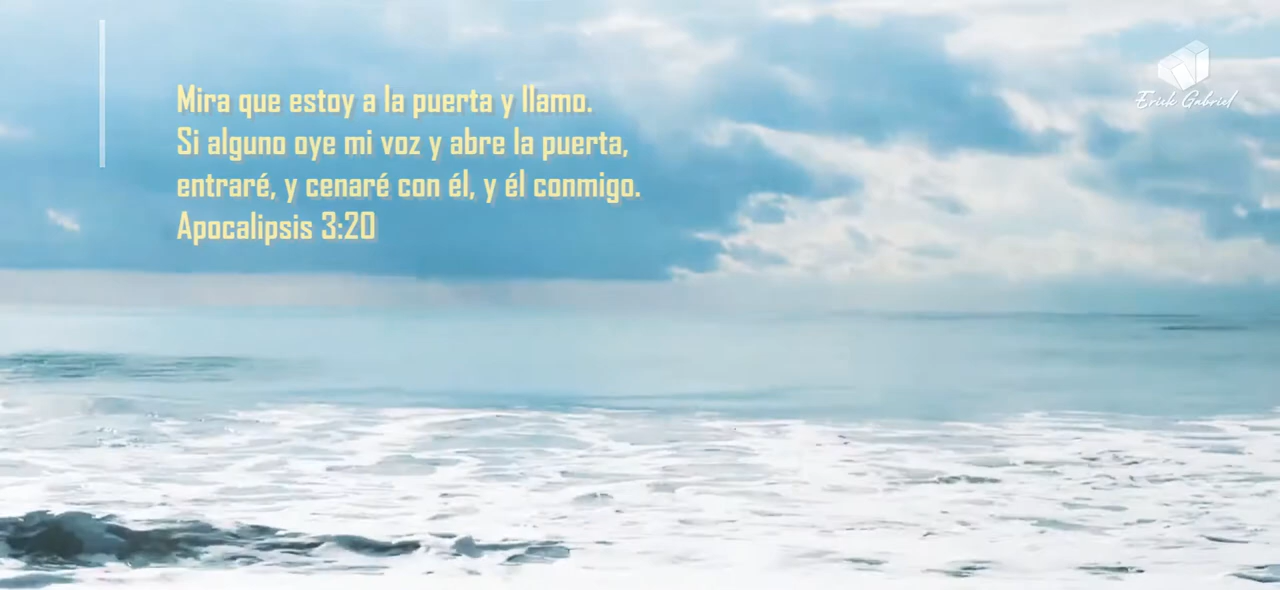 Mira que estoy a la puerta y llamo.
Si alguno oye mi voz y abre la puerta,
entraré, y cenaré con él, y él conmigo.
Apocalipsis 3:20
Erick Gabriel